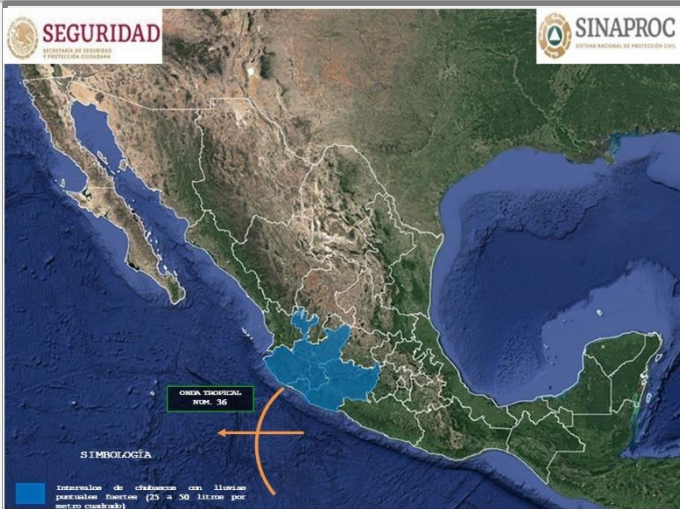 SEGURIDAD
SECRETARÍA DE SEGURIDAD
Y PROTECCIÓN CIUDADANA
SINAPROC
SISTEMA NACIONAL DE PROTECCIÓN CIVIL
ONDA TROPICAL
NUM. 36
SIMBOLOGÍA
Intervalos de chubascos con lluvias
puntuales fuertes (25 a 50 litros por
metro cuadrado)